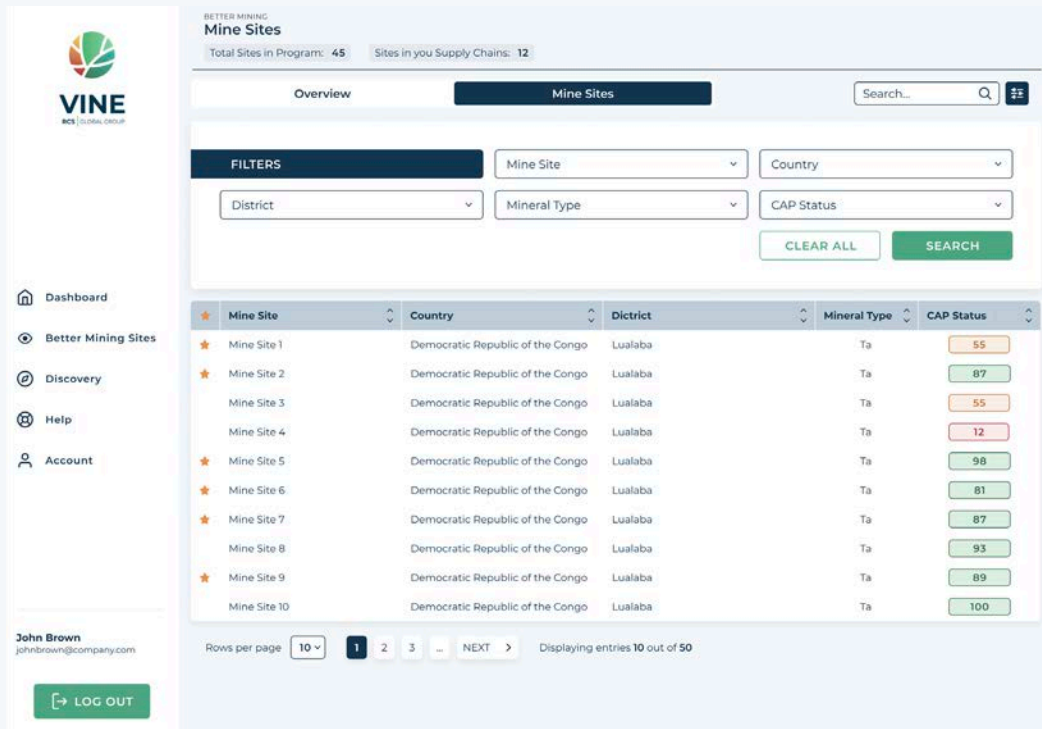 VINE
BCS | GLOBAL GROUP
Dashboard
Better Mining Sites
Discovery
Help
Account
John Brown
johnbrown@company.com
LOG OUT
BETTER MINING
Mine Sites
Total Sites in Program: 45 Sites in you Supply Chains: 12
Overview Mine Sites Search...
FILTERS Mine Site Country
District Mineral Type CAP Status
CLEAR ALL SEARCH
Mine Site Country Dictrict Mineral Type CAP Status
Mine Site 1 Democratic Republic of the Congo Lualaba Ta 55
Mine Site 2 Democratic Republic of the Congo Lualaba Ta 87
Mine Site 3 Democratic Republic of the Congo Lualaba Ta 55
Mine Site 4 Democratic Republic of the Congo Lualaba Ta 12
Mine Site 5 Democratic Republic of the Congo Lualaba Ta 98
Mine Site 6 Democratic Republic of the Congo Lualaba Ta 81
Mine Site 7 Democratic Republic of the Congo Lualaba Ta 87
Mine Site 8 Democratic Republic of the Congo Lualaba Ta 93
Mine Site 9 Democratic Republic of the Congo Lualaba Ta 89
Mine Site 10 Democratic Republic of the Congo Lualaba Ta 100
Rows per page 10 1 2 3 ... NEXT > Displaying entries 10 out of 50